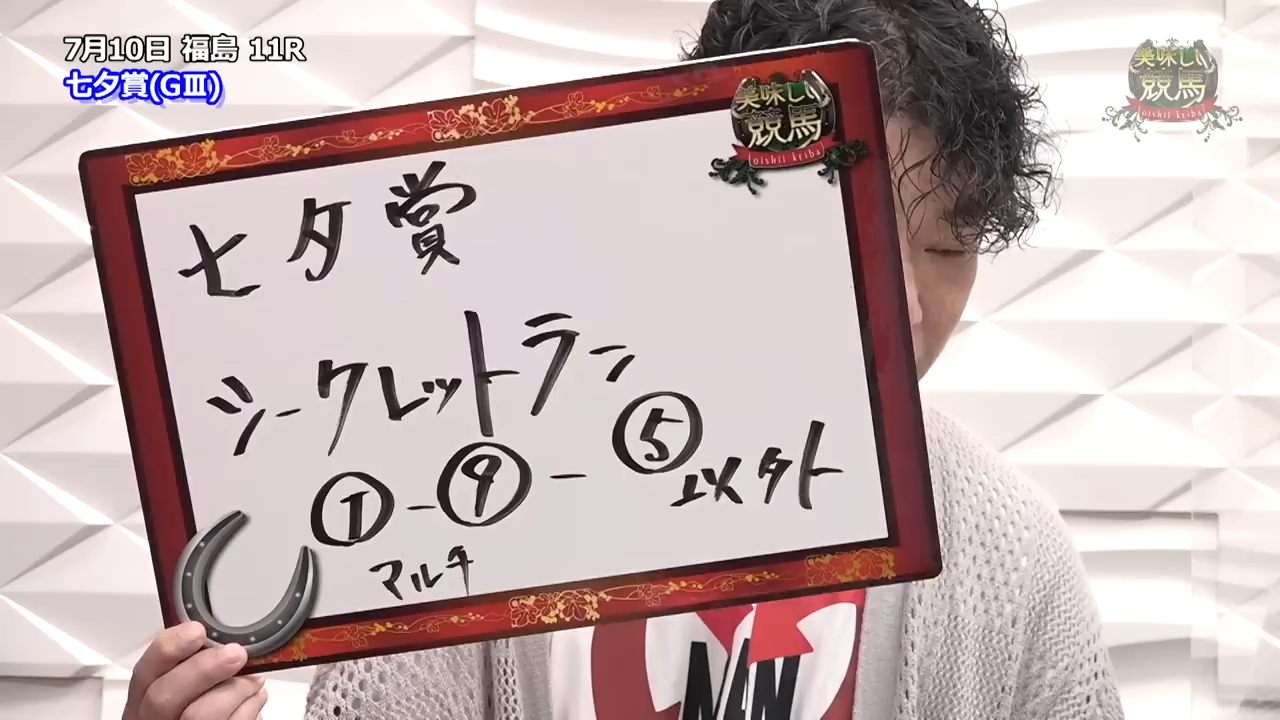 7月10日 福島 11R
七夕賞(GⅢ)
美味しい
競馬
oishii keiba
美味しい
競馬
oishii keiba
七夕賞
シークレットラン
①-⑨-⑤以外
マルチ
MAN